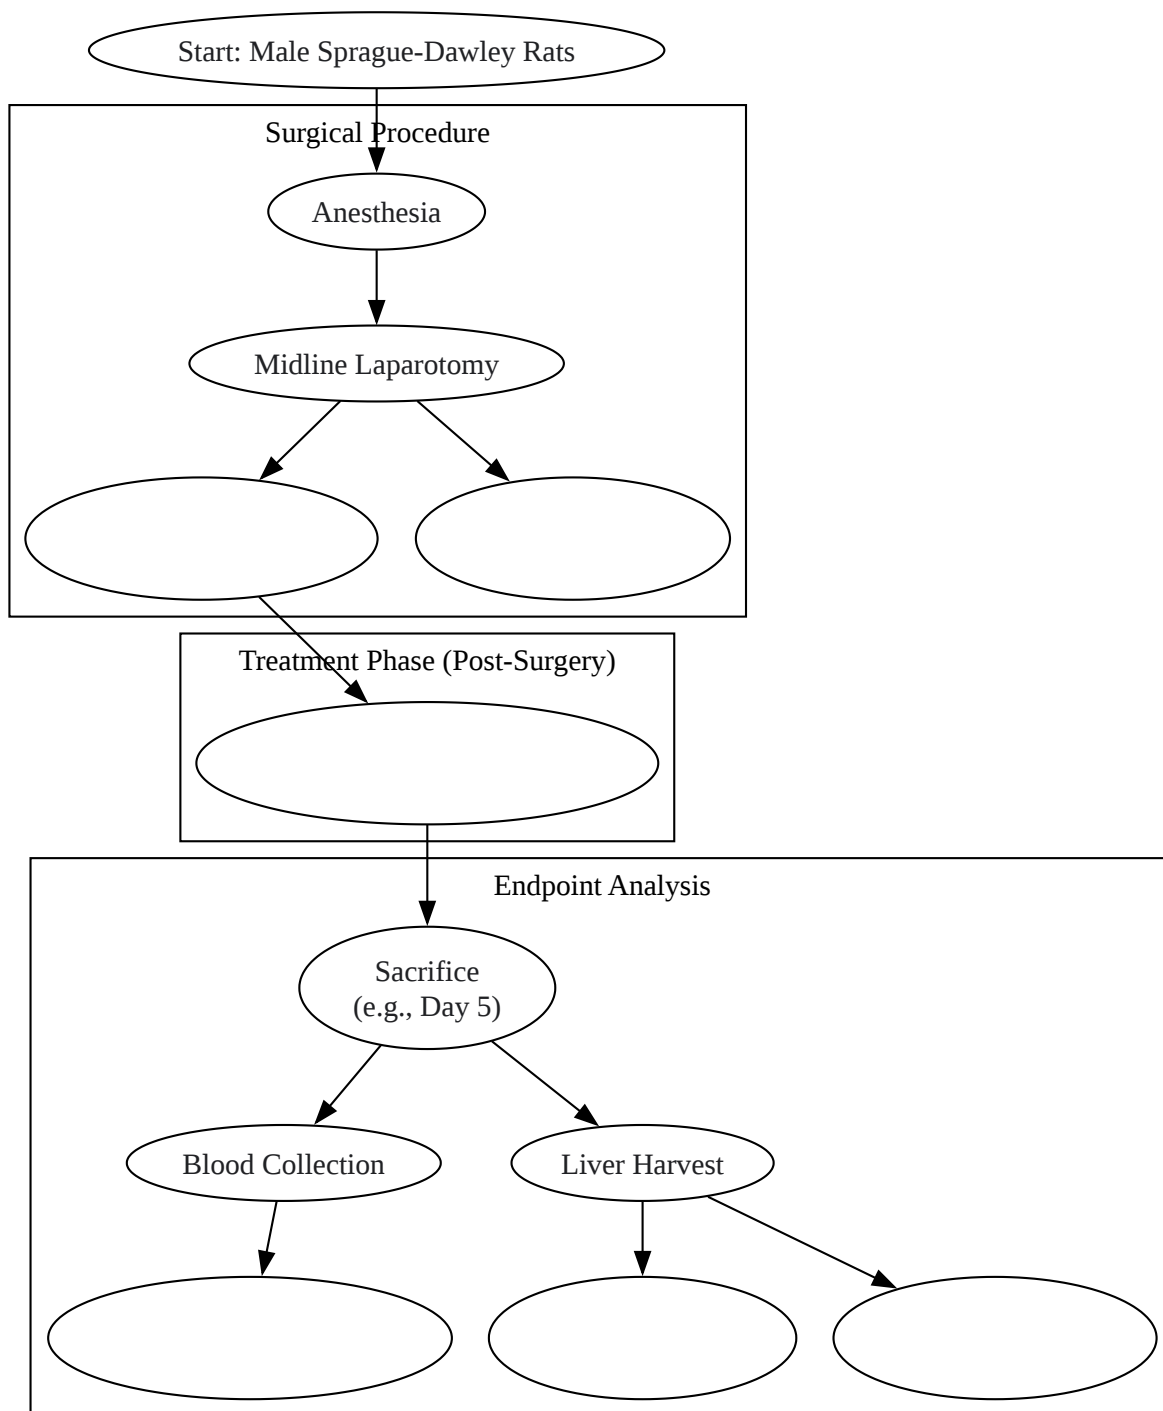 Start: Male Sprague-Dawley Rats
Surgical Procedure
Anesthesia
Midline Laparotomy
Treatment Phase (Post-Surgery)
Endpoint Analysis
Sacrifice
(e.g., Day 5)
Blood Collection
Liver Harvest